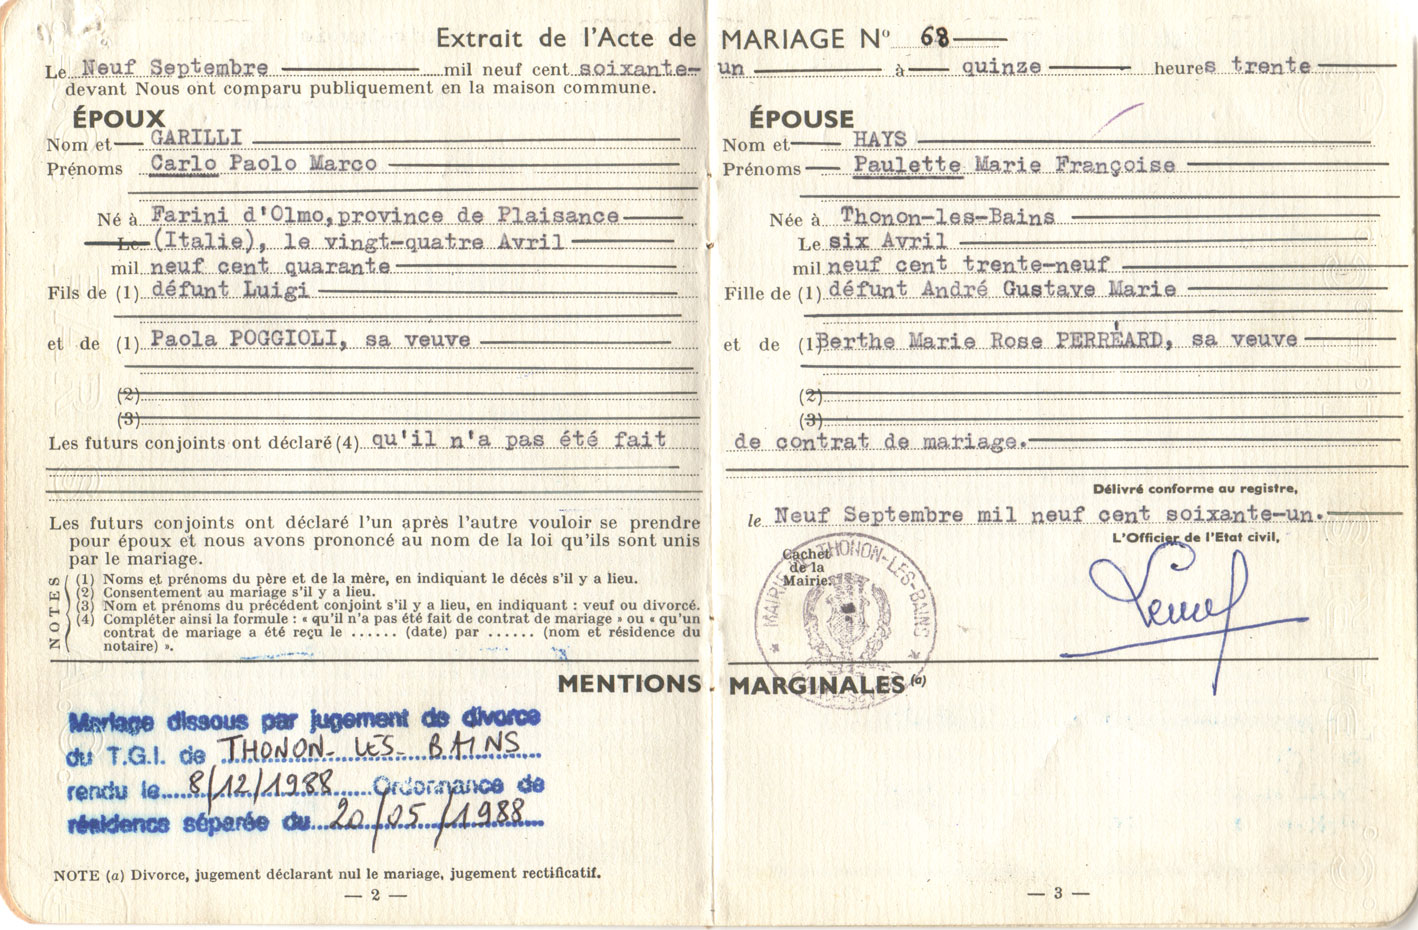 Extrait de l'Acte de MARIAGE Nº 68
Le Neuf Septembre mil neuf cent soixante-un à quinze heures trente
devant Nous ont comparu publiquement en la maison commune.
ÉPOUX
Nom et GARILLI
Prénoms Carlo Paolo Marco
Né à Farini d'Olmo, province de Plaisance
Le (Italie), le vingt-quatre Avril
mil neuf cent quarante
Fils de (1) défunt Luigi
et de (1) Paola POGGIOLI, sa veuve
(2)
(3)
ÉPOUSE
Nom et HAYS
Prénoms Paulette Marie Françoise
Née à Thonon-les-Bains
Le six Avril
mil neuf cent trente-neuf
Fille de (1) défunt André Gustave Marie
et de (1) Berthe Marie Rose PERRÉARD, sa veuve
(2)
(3)
Les futurs conjoints ont déclaré (4) qu'il n'a pas été fait de contrat de mariage.
Les futurs conjoints ont déclaré l'un après l'autre vouloir se prendre
pour époux et nous avons prononcé au nom de la loi qu'ils sont unis
par le mariage.
NOTES
(1) Noms et prénoms du père et de la mère, en indiquant le décès s'il y a lieu.
(2) Consentement au mariage s'il y a lieu.
(3) Nom et prénoms du précédent conjoint s'il y a lieu, en indiquant : veuf ou divorcé.
(4) Compléter ainsi la formule : « qu'il n'a pas été fait de contrat de mariage » ou « qu'un
contrat de mariage a été reçu le ...... (date) par ...... (nom et résidence du
notaire) ».
Délivré conforme au registre,
le Neuf Septembre mil neuf cent soixante-un.
L'Officier de l'Etat civil,
Cachet
de la
Mairie.
MAIRIE DE THONON-LES-BAINS
MENTIONS MARGINALES (a)
Mariage dissous par jugement de divorce
du T.G.I. de THONON-LES-BAINS
rendu le 8/12/1988 Ordonnance de
résidence séparée du 20/05/1988
NOTE (a) Divorce, jugement déclarant nul le mariage, jugement rectificatif.
— 2 —
— 3 —